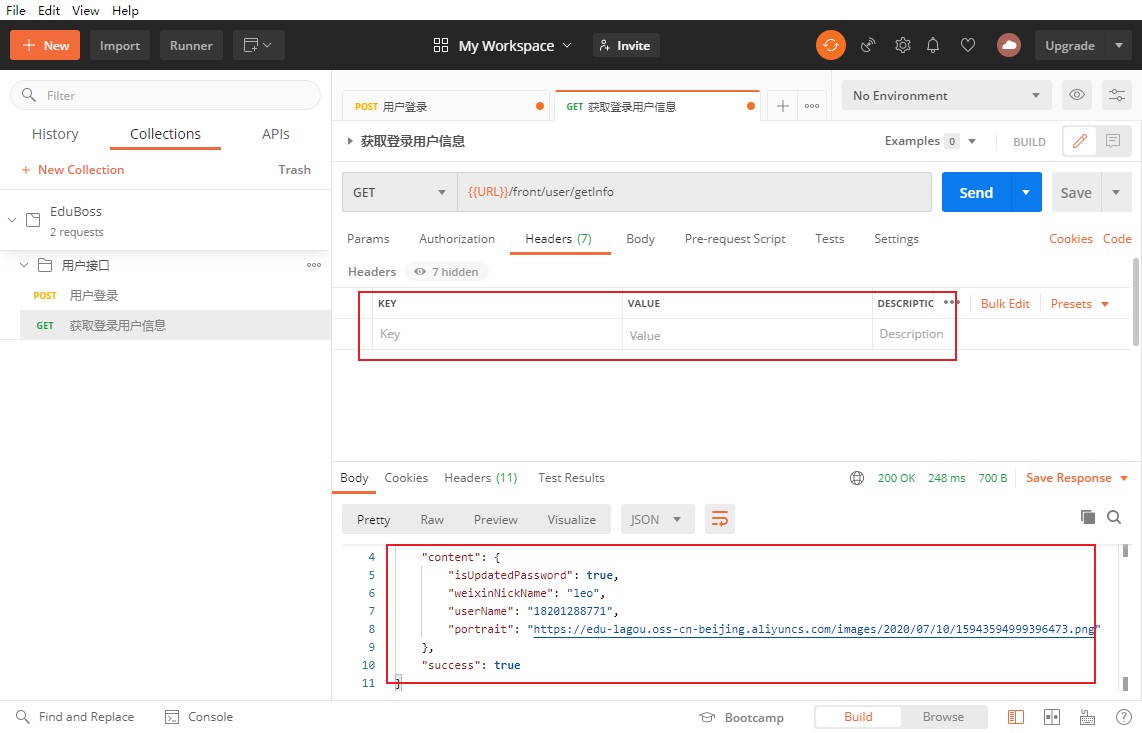 File Edit View Help
New Import Runner My Workspace Invite Upgrade
Filter
History Collections APIs
New Collection Trash
EduBoss
2 requests
用户接口
POST 用户登录
GET 获取登录用户信息
POST 用户登录 GET 获取登录用户信息 No Environment
获取登录用户信息 Examples 0 BUILD
GET {{URL}}/front/user/getInfo Send Save
Params Authorization Headers (7) Body Pre-request Script Tests Settings Cookies Code
Headers 7 hidden
KEY VALUE DESCRIPTIC Bulk Edit Presets
Key Value Description
Body Cookies Headers (11) Test Results 200 OK 248 ms 700 B Save Response
Pretty Raw Preview Visualize JSON
4 "content": {
5 "isUpdatedPassword": true,
6 "weixinNickName": "leo",
7 "userName": "18201288771",
8 "portrait": "https://edu-lagou.oss-cn-beijing.aliyuncs.com/images/2020/07/10/15943594999396473.png"
9 },
10 "success": true
11 }
Find and Replace Console Bootcamp Build Browse